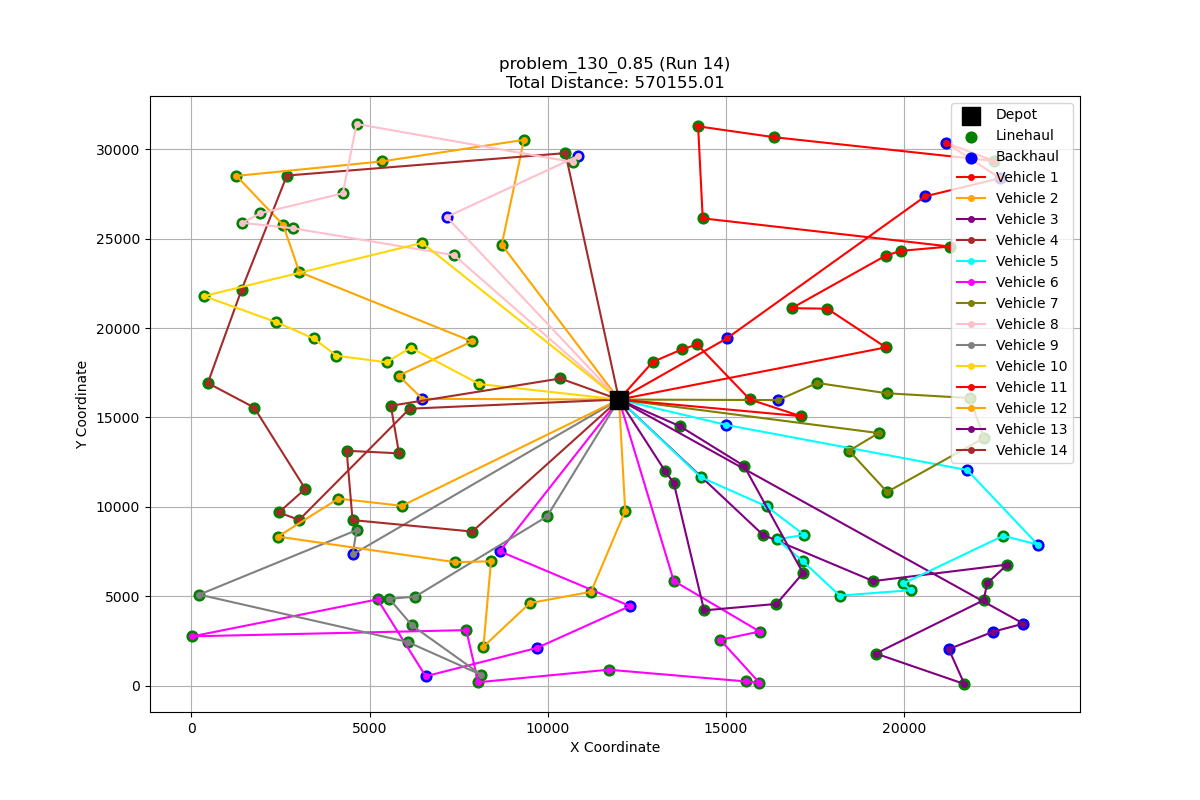 problem_130_0.85 (Run 14)
Total Distance: 570155.01
Depot
Linehaul
Backhaul
Vehicle 1
Vehicle 2
Vehicle 3
Vehicle 4
Vehicle 5
Vehicle 6
Vehicle 7
Vehicle 8
Vehicle 9
Vehicle 10
Vehicle 11
Vehicle 12
Vehicle 13
Vehicle 14
Y Coordinate
30000
25000
20000
15000
10000
5000
0
0
5000
10000
15000
20000
X Coordinate